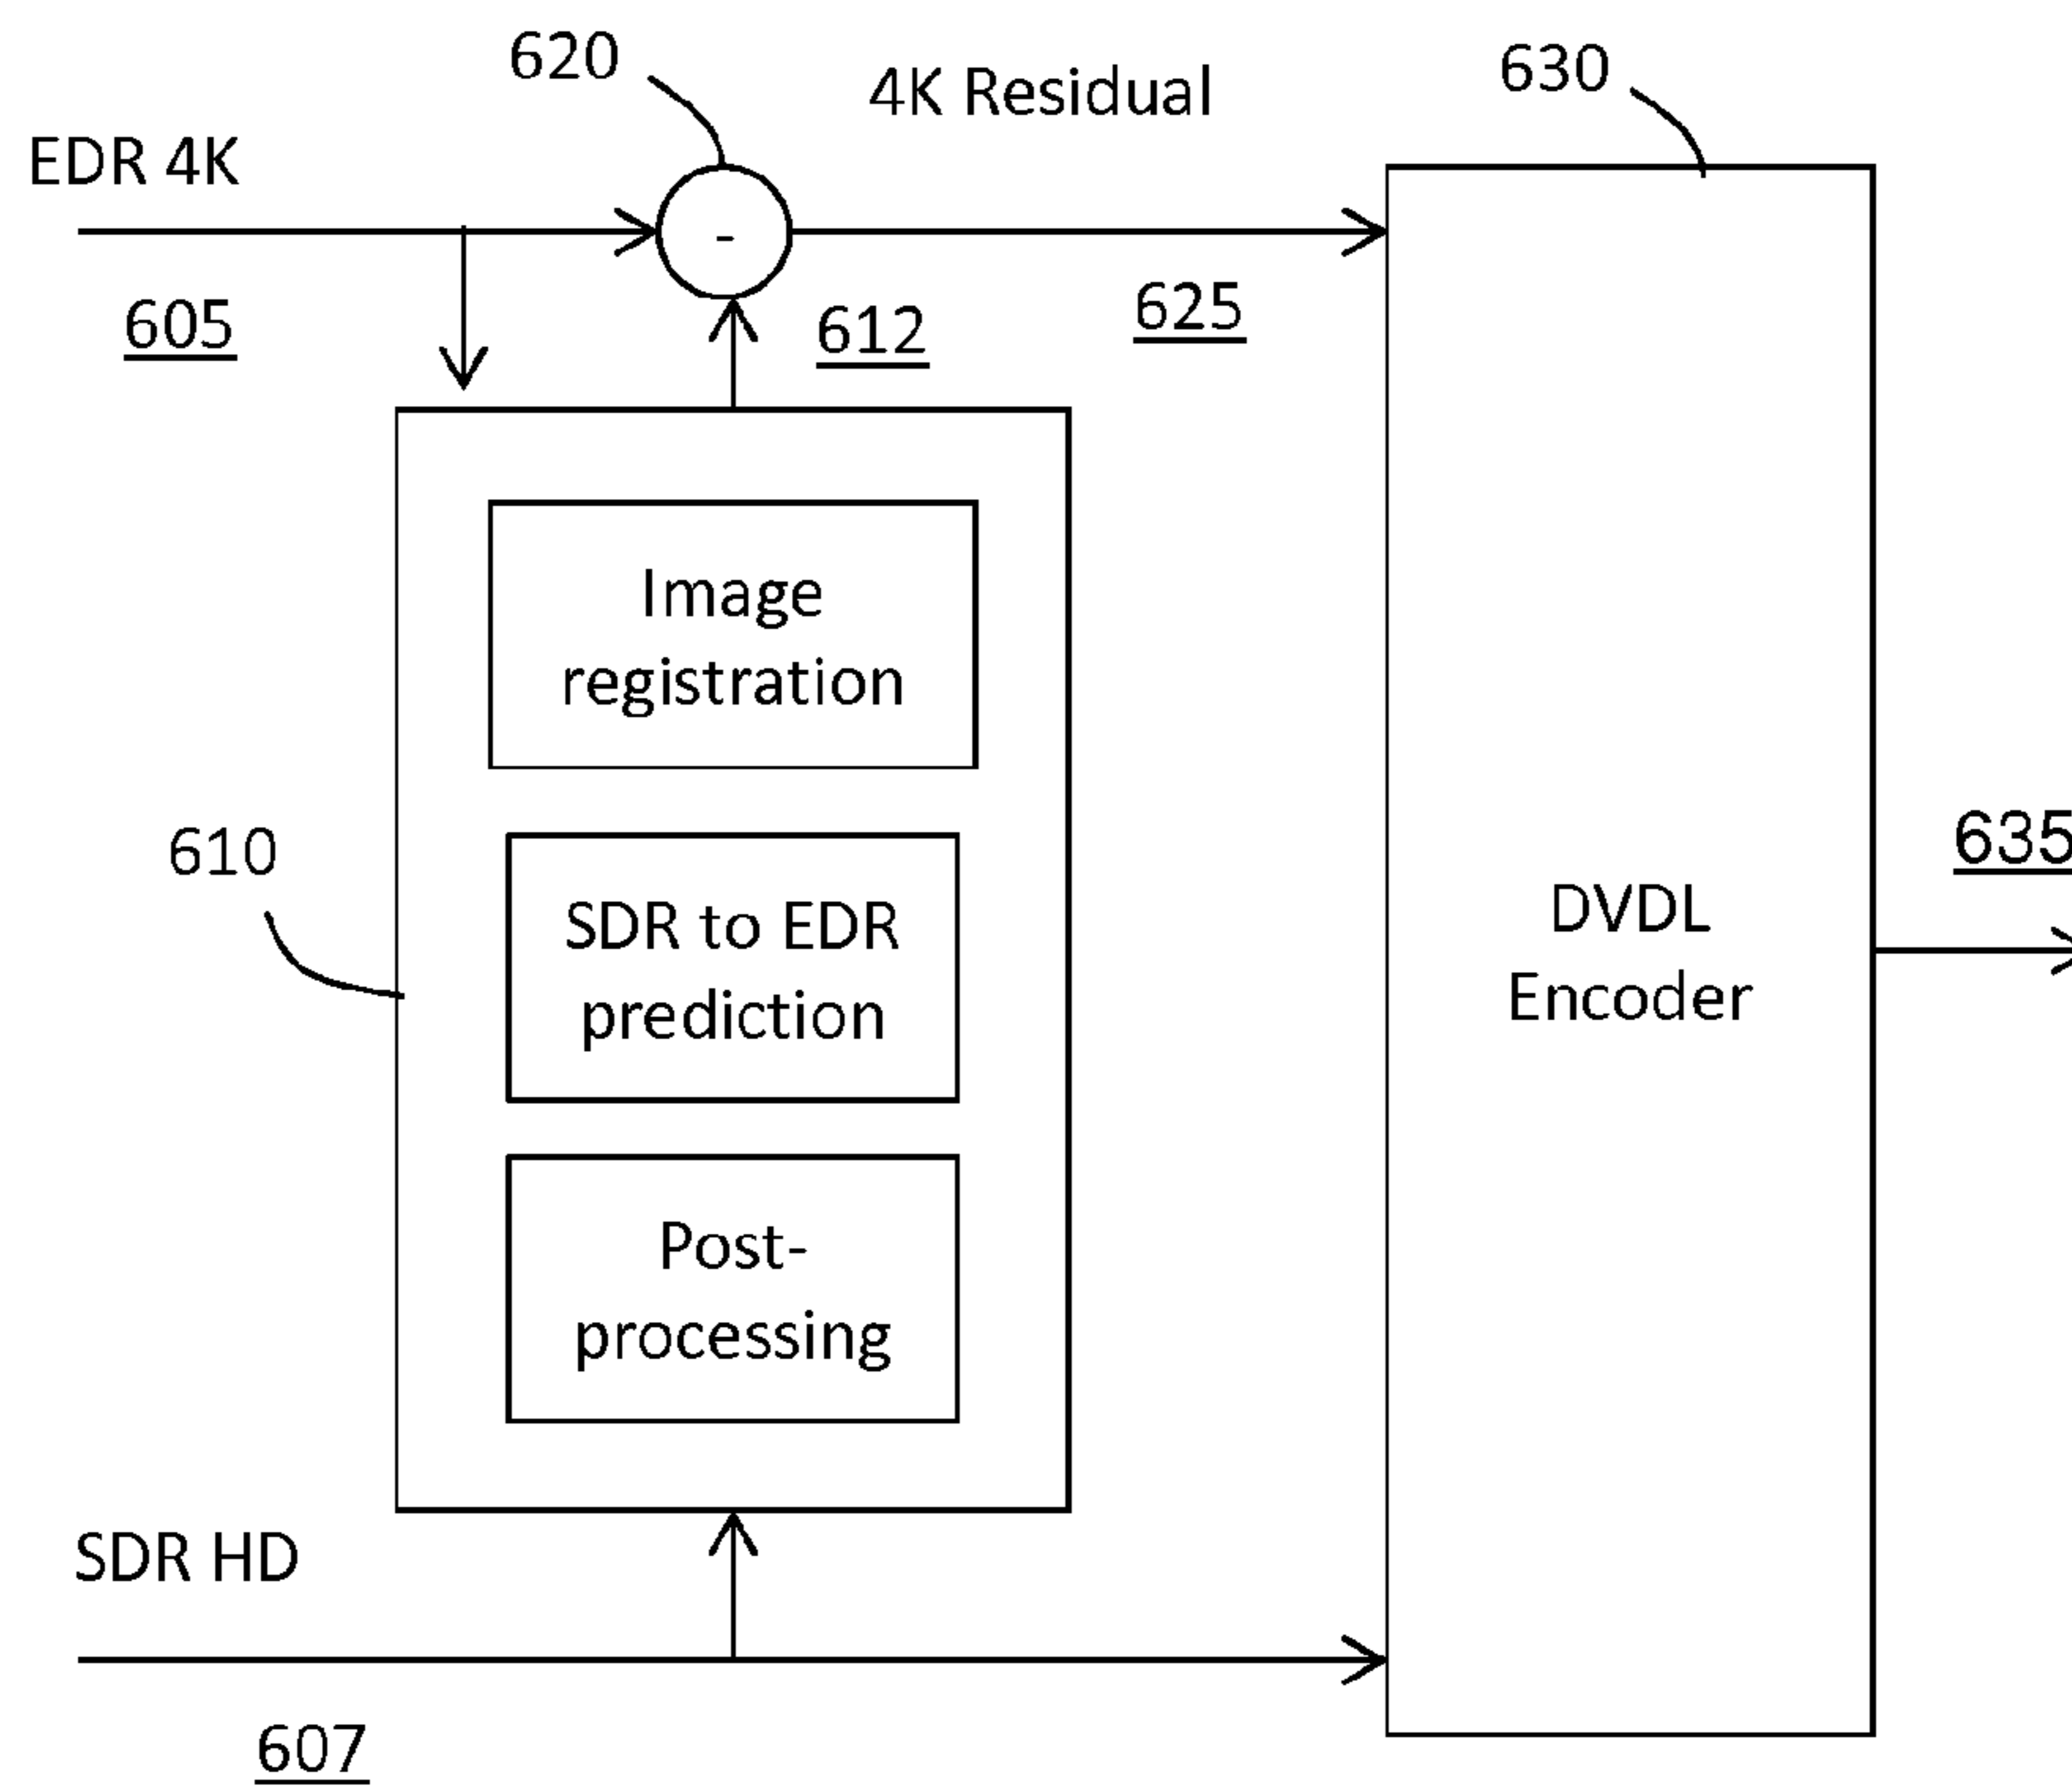 620
4K Residual
630
EDR 4K
-
605
612
625
Image
registration
610
SDR to EDR
prediction
635
DVDL
Encoder
Post-
processing
SDR HD
607